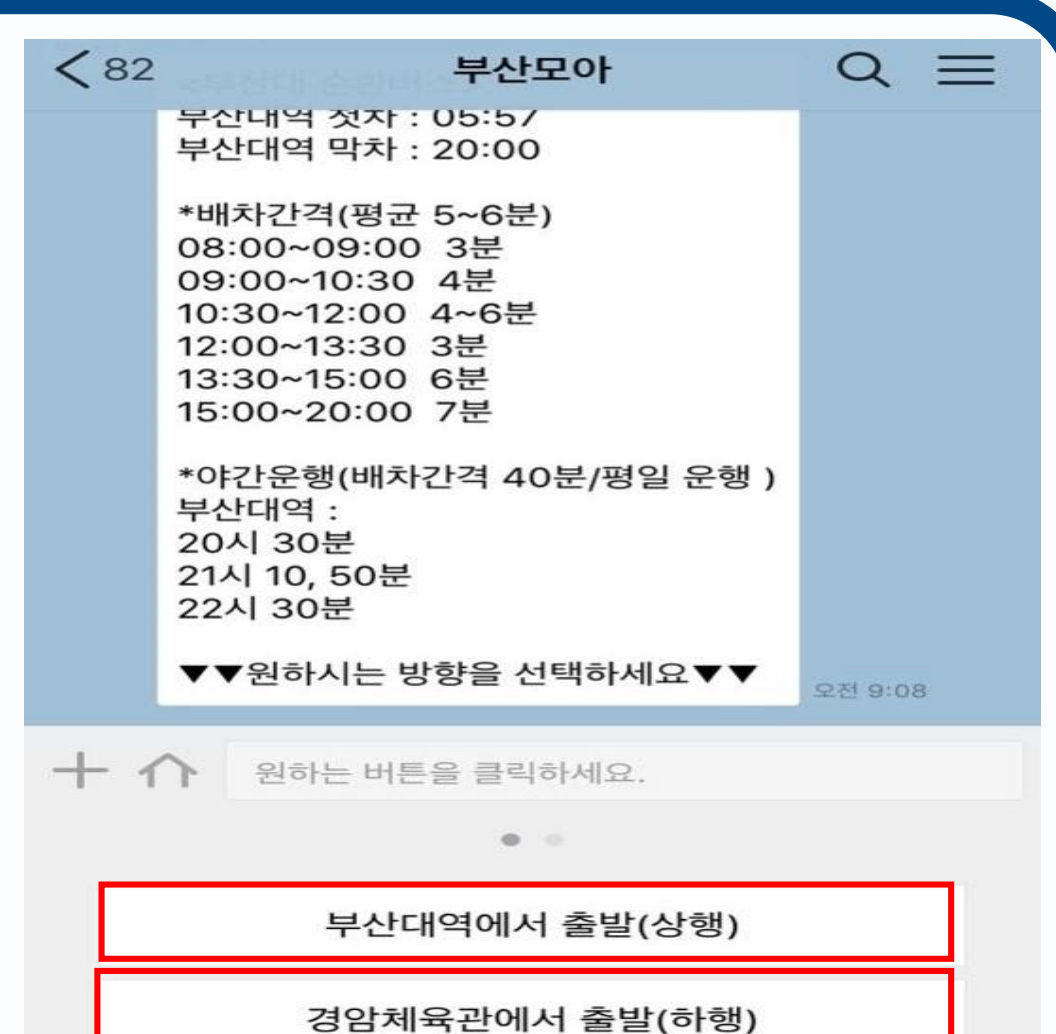 82 부산모아
부산대역 첫차 : 05:57
부산대역 막차 : 20:00
*배차간격(평균 5~6분)
08:00~09:00 3분
09:00~10:30 4분
10:30~12:00 4~6분
12:00~13:30 3분
13:30~15:00 6분
15:00~20:00 7분
*야간운행(배차간격 40분/평일 운행 )
부산대역 :
20시 30분
21시 10, 50분
22시 30분
▼▼원하시는 방향을 선택하세요▼▼
오전 9:08
원하는 버튼을 클릭하세요.
부산대역에서 출발(상행)
경암체육관에서 출발(하행)